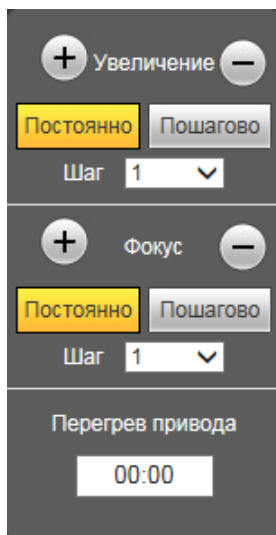 + Увеличение −
Постоянно Пошагово
Шаг 1
+ Фокус −
Постоянно Пошагово
Шаг 1
Перегрев привода
00:00